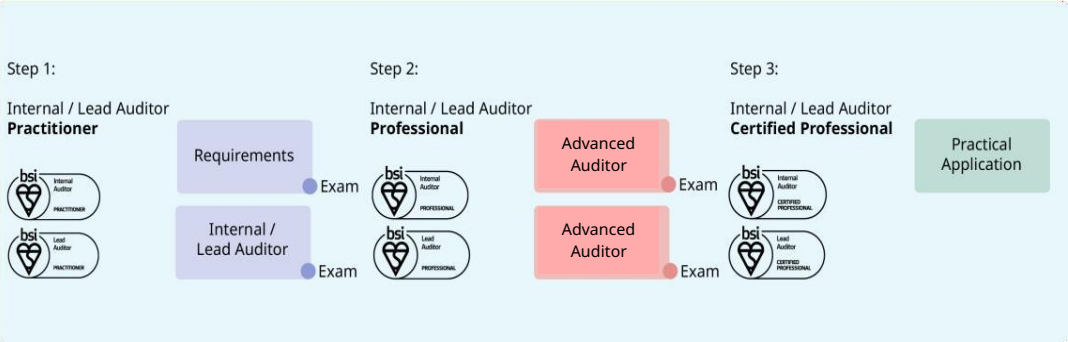 Step 1:
Internal / Lead Auditor
Practitioner
bsi
Internal
Auditor
PRACTITIONER
bsi
Lead
Auditor
PRACTITIONER
Requirements
Exam
Internal /
Lead Auditor
Exam
Step 2:
Internal / Lead Auditor
Professional
bsi
Internal
Auditor
PROFESSIONAL
bsi
Lead
Auditor
PROFESSIONAL
Advanced
Auditor
Exam
Advanced
Auditor
Exam
Step 3:
Internal / Lead Auditor
Certified Professional
bsi
Internal
Auditor
CERTIFIED
PROFESSIONAL
bsi
Lead
Auditor
CERTIFIED
PROFESSIONAL
Practical
Application